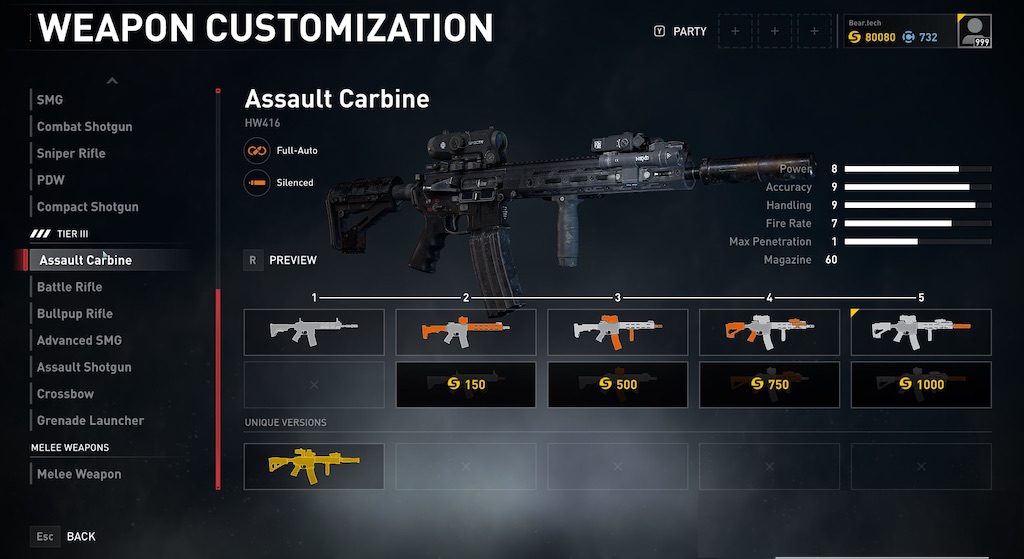 WEAPON CUSTOMIZATION
Y PARTY
Bear.tech
80080 732
999
SMG
Combat Shotgun
Sniper Rifle
PDW
Compact Shotgun
TIER III
Assault Carbine
Battle Rifle
Bullpup Rifle
Advanced SMG
Assault Shotgun
Crossbow
Grenade Launcher
MELEE WEAPONS
Melee Weapon
Esc BACK
Assault Carbine
HW416
Full-Auto
Silenced
R PREVIEW
Power 8
Accuracy 9
Handling 9
Fire Rate 7
Max Penetration 1
Magazine 60
1 2 3 4 5
150 500 750 1000
UNIQUE VERSIONS